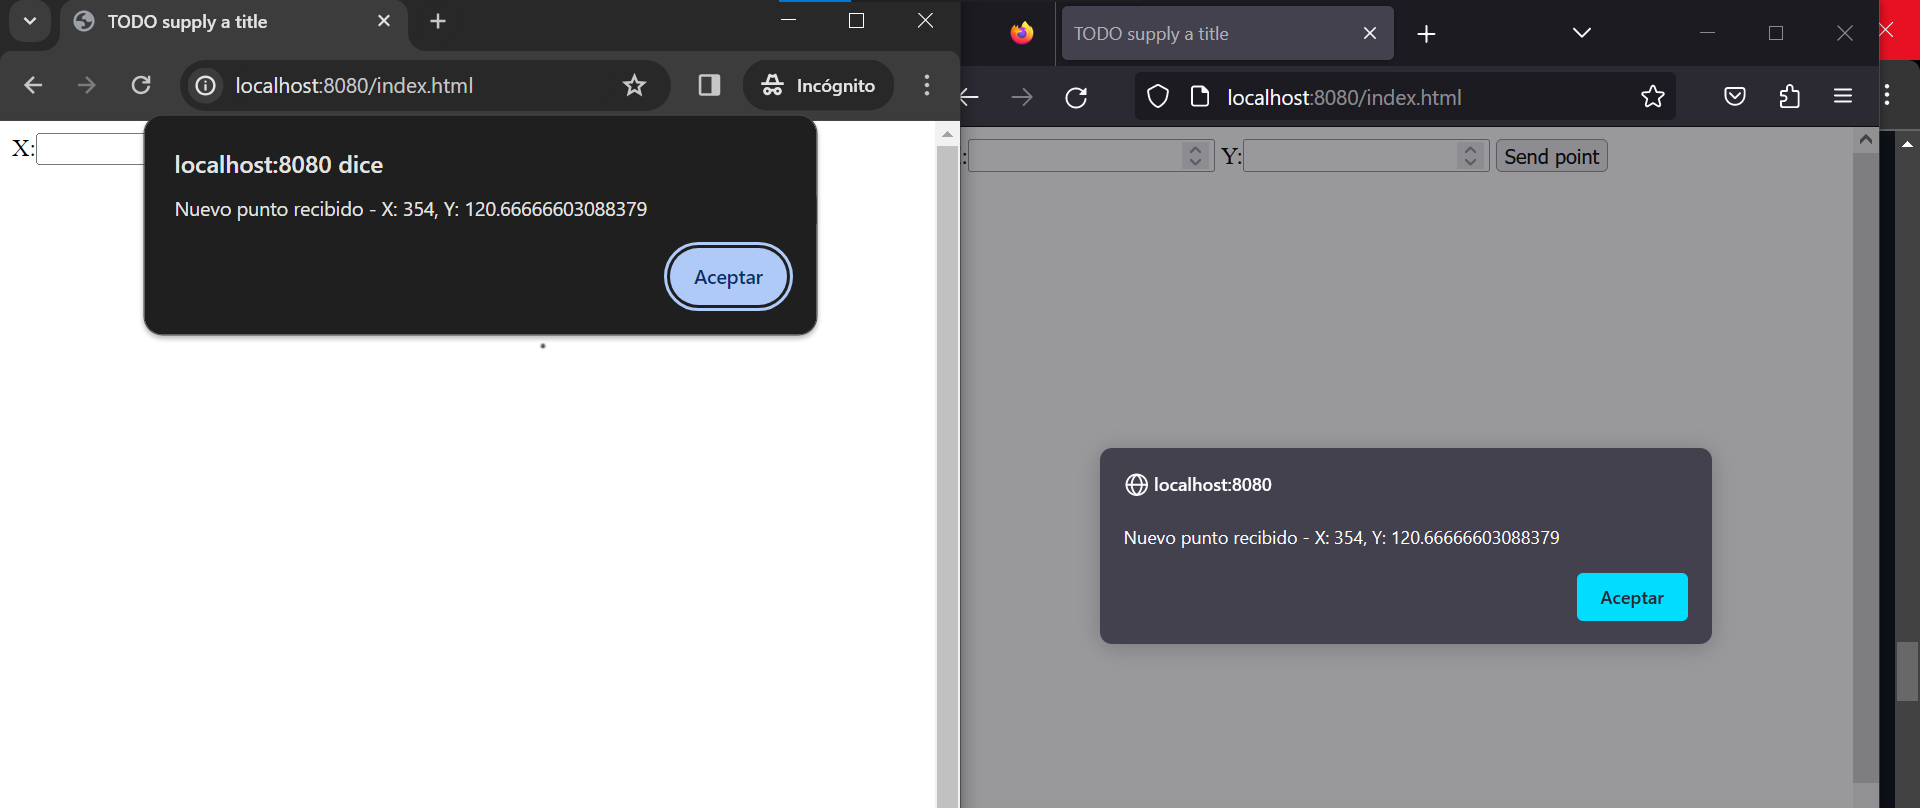 TODO supply a title
localhost:8080/index.html
Incógnito
X:
localhost:8080 dice
Nuevo punto recibido - X: 354, Y: 120.66666603088379
Aceptar
TODO supply a title
localhost:8080/index.html
: Y: Send point
localhost:8080
Nuevo punto recibido - X: 354, Y: 120.66666603088379
Aceptar